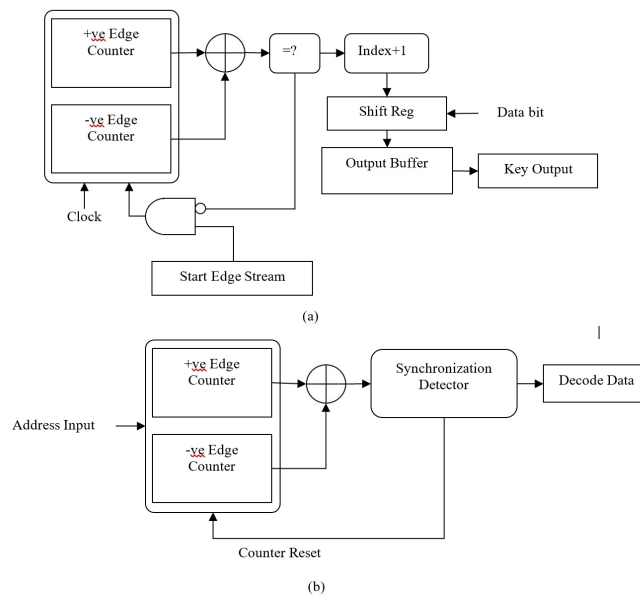 +ve Edge
Counter
=?
Index+1
-ve Edge
Counter
Shift Reg
Data bit
Output Buffer
Key Output
Clock
Start Edge Stream
(a)
+ve Edge
Counter
Synchronization
Detector
Decode Data
Address Input
-ve Edge
Counter
Counter Reset
(b)